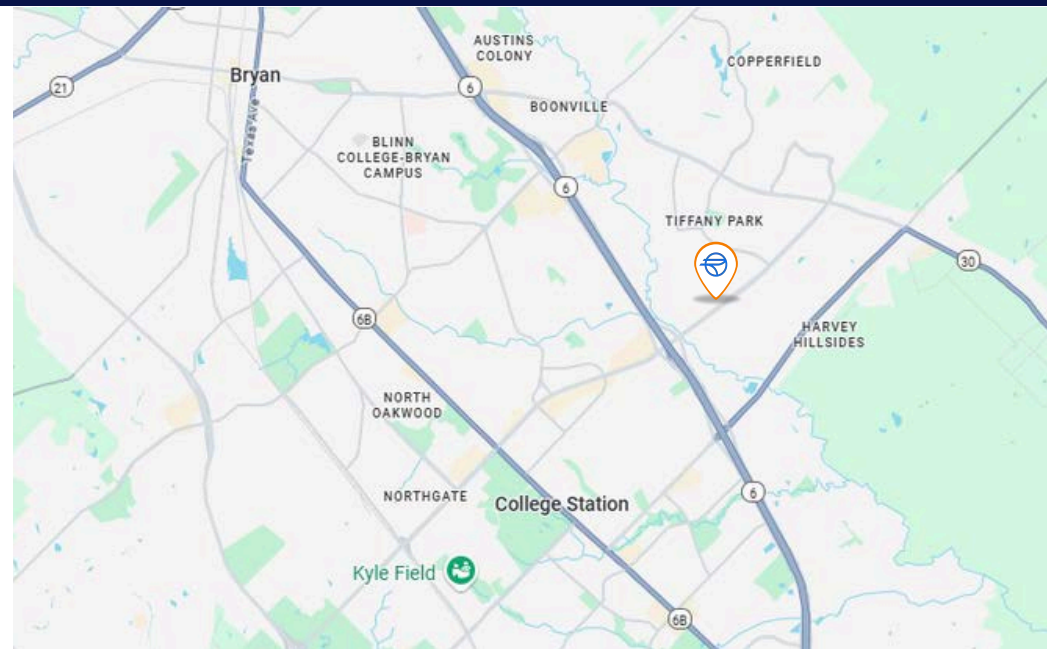 AUSTINS
COLONY
COPPERFIELD
Bryan
21
6
BOONVILLE
Texas Ave
BLINN
COLLEGE-BRYAN
CAMPUS
6
TIFFANY PARK
30
6B
HARVEY
HILLSIDES
NORTH
OAKWOOD
NORTHGATE
College Station
6
Kyle Field
6B